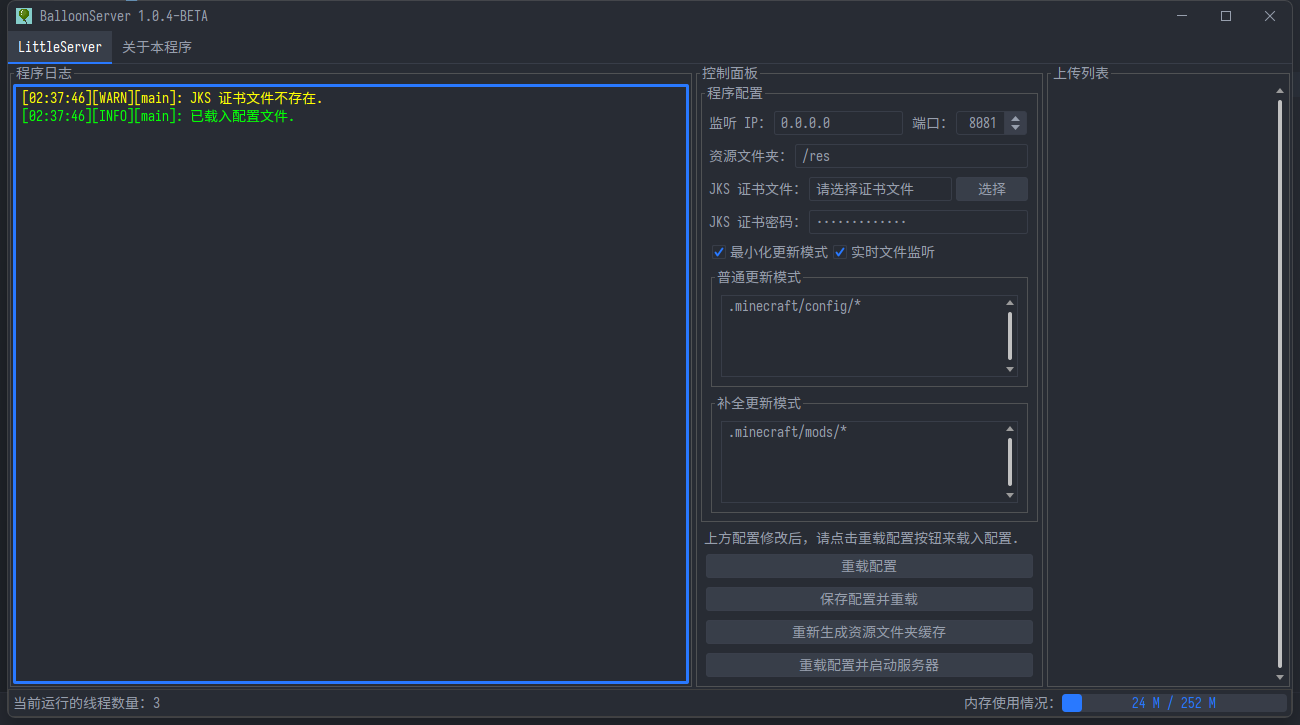 BalloonServer 1.0.4-BETA
LittleServer 关于本程序
程序日志
[02:37:46][WARN][main]: JKS 证书文件不存在.
[02:37:46][INFO][main]: 已载入配置文件.
控制面板
程序配置
监听 IP: 0.0.0.0 端口: 8081
资源文件夹: /res
JKS 证书文件: 请选择证书文件 选择
JKS 证书密码: ·············
最小化更新模式 实时文件监听
普通更新模式
.minecraft/config/*
补全更新模式
.minecraft/mods/*
上方配置修改后，请点击重载配置按钮来载入配置.
重载配置
保存配置并重载
重新生成资源文件夹缓存
重载配置并启动服务器
上传列表
当前运行的线程数量: 3
内存使用情况: 24 M / 252 M